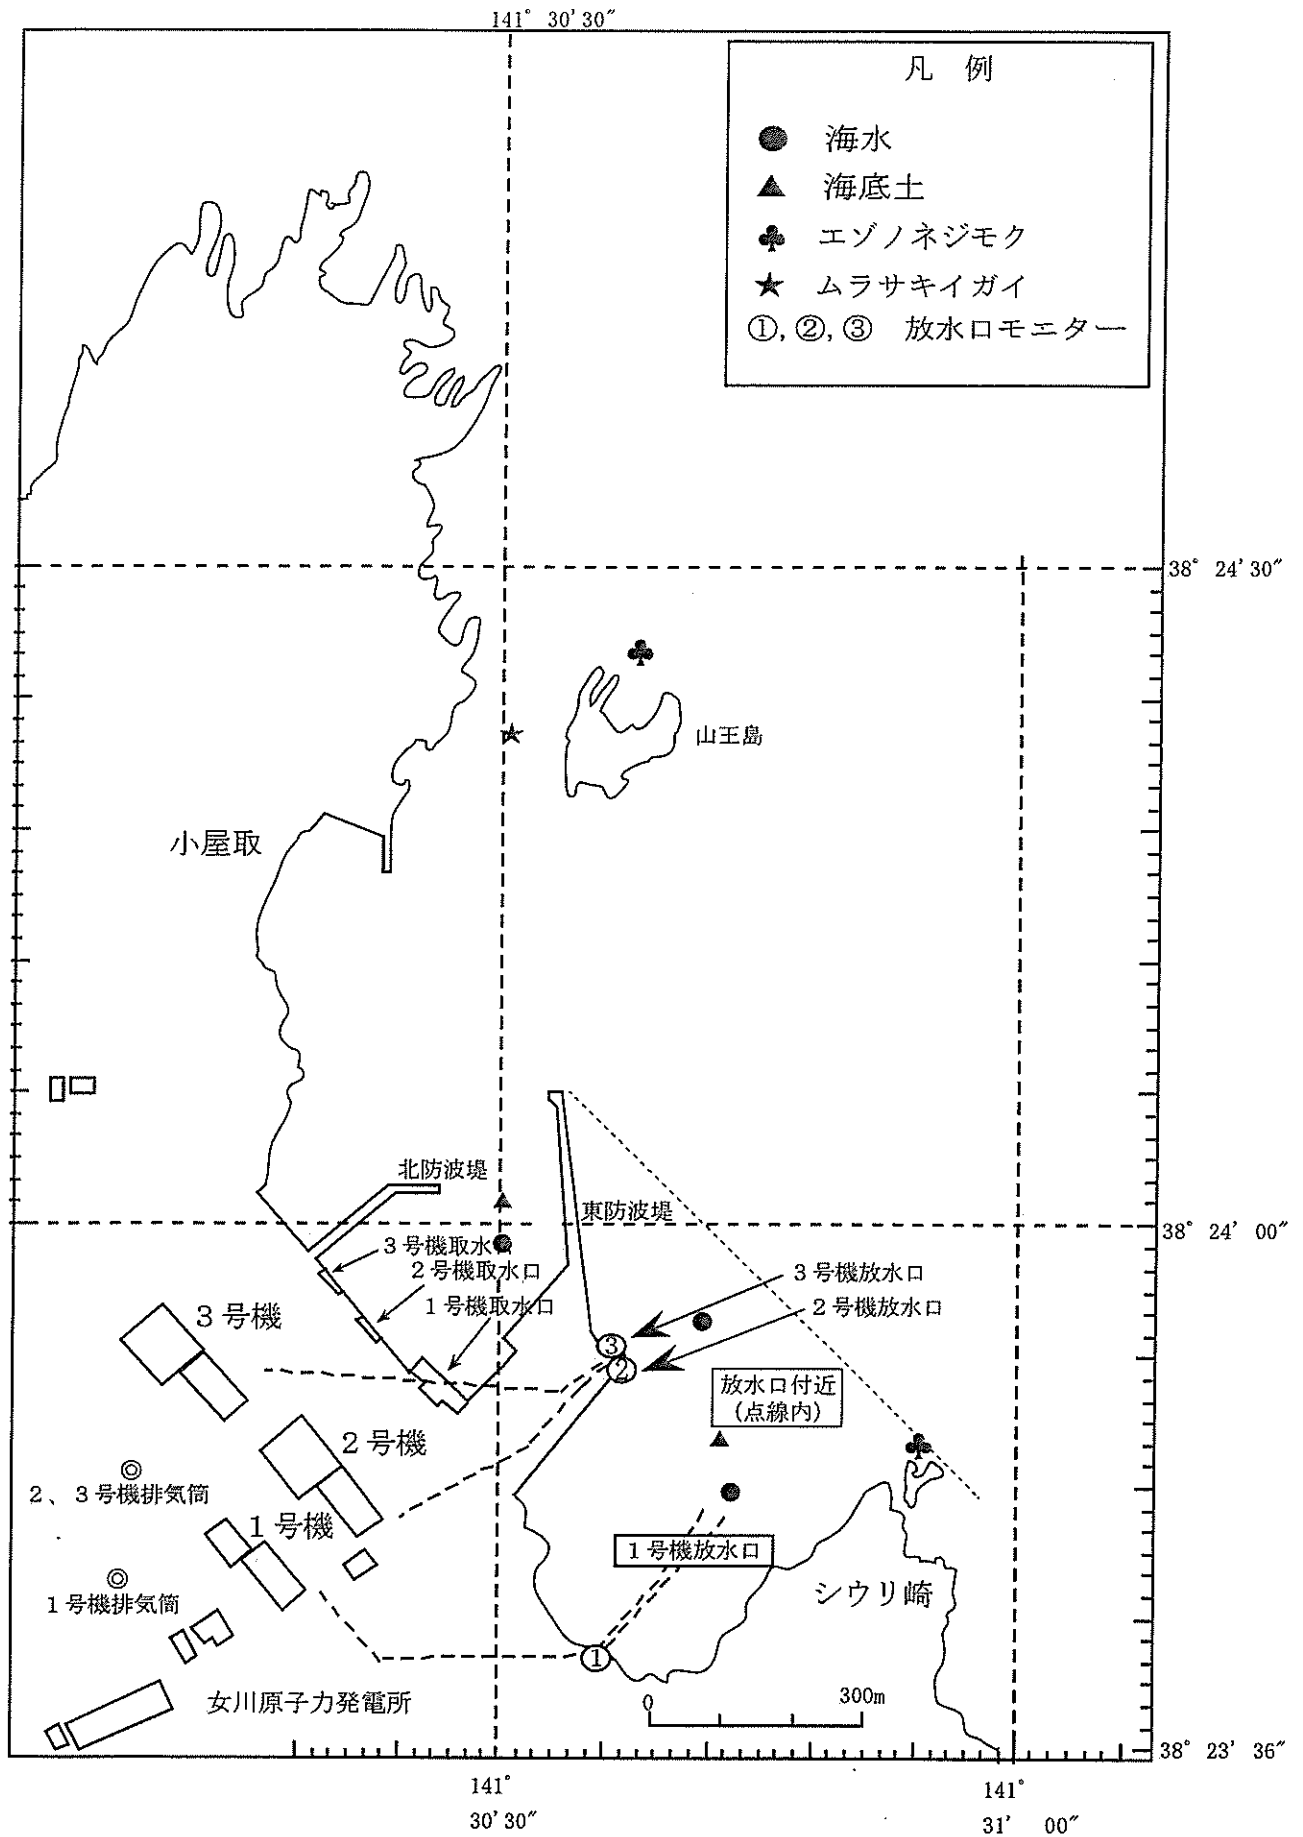 141° 30′30″
凡 例
海水
海底土
エゾノネジモク
ムラサキイガイ
①, ②, ③ 放水口モニター
38° 24′30″
山王島
小屋取
北防波堤
東防波堤
38° 24′00″
3号機取水口
2号機取水口
1号機取水口
3号機放水口
2号機放水口
3号機
③
②
放水口付近
(点線内)
2号機
2、3号機排気筒
1号機
1号機放水口
1号機排気筒
シウリ崎
①
女川原子力発電所
0 300m
38° 23′36″
141°
30′30″
141°
31′ 00″